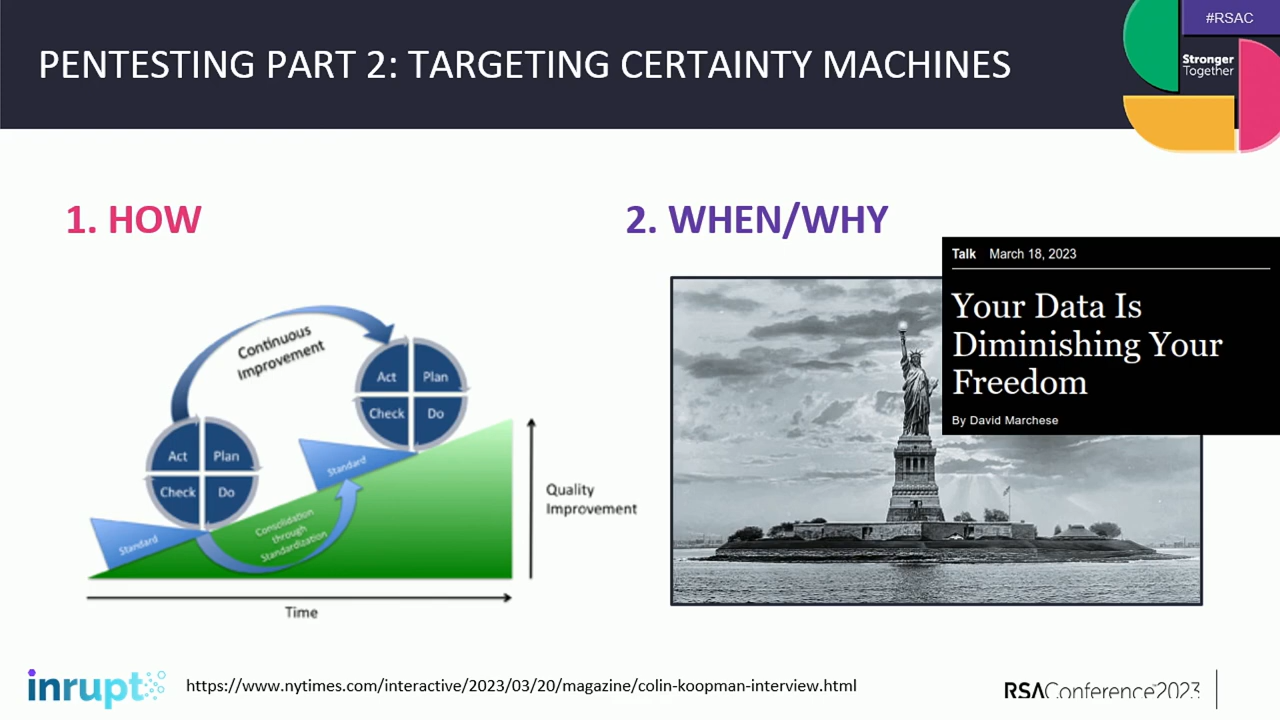 #RSAC
PENTESTING PART 2: TARGETING CERTAINTY MACHINES
Stronger
Together
1. HOW
Continuous
Improvement
Act
Plan
Check
Do
Act
Plan
Check
Do
Standard
Standard
Consolidation
through
Standardization
Quality
Improvement
Time
2. WHEN/WHY
Talk March 18, 2023
Your Data Is
Diminishing Your
Freedom
By David Marchese
inrupt
https://www.nytimes.com/interactive/2023/03/20/magazine/colin-koopman-interview.html
RSAConference™2023